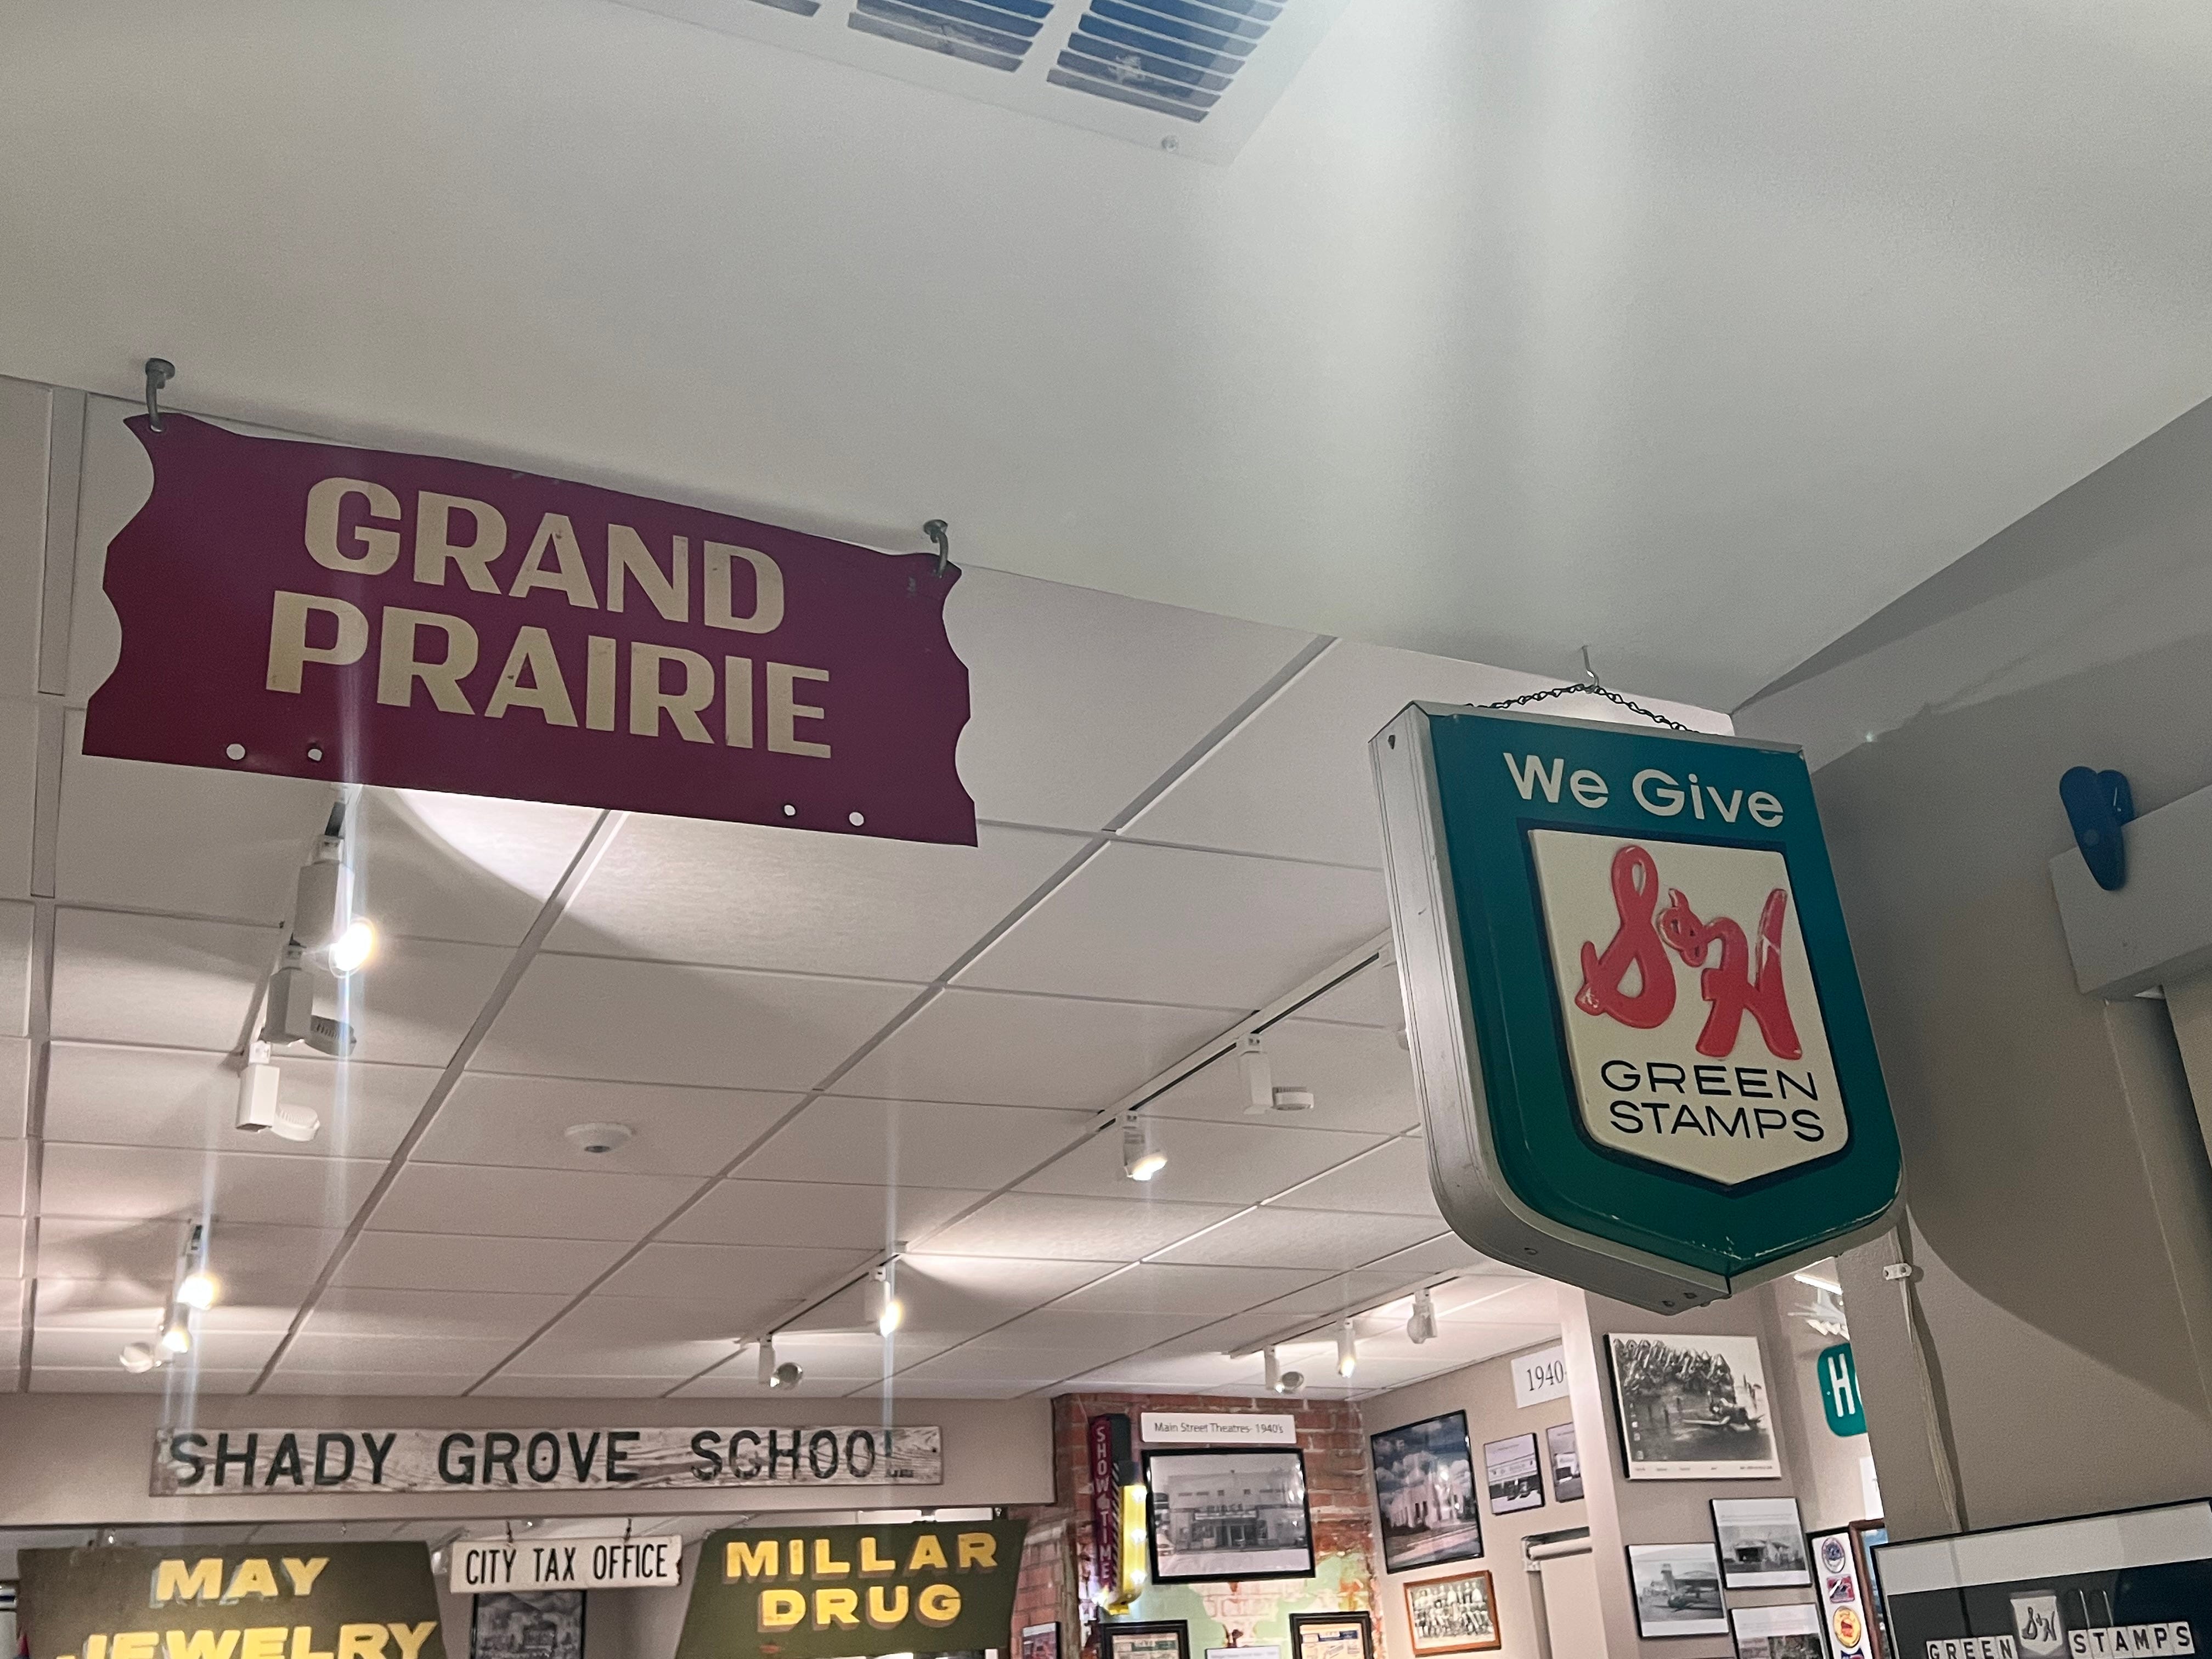 GRAND
PRAIRIE
We Give
S&H
GREEN
STAMPS
1940
SHADY GROVE SCHOOL
Main Street Theatres- 1940's
SHOWTIME
CITY TAX OFFICE
MAY
JEWELRY
MILLAR
DRUG
GREEN S&H STAMPS